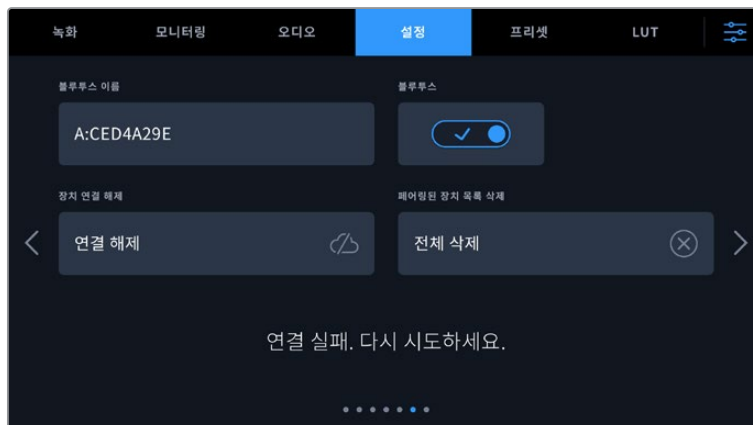 녹화 모니터링 오디오 설정 프리셋 LUT
블루투스 이름 블루투스
A:CED4A29E
장치 연결 해제 페어링된 장치 목록 삭제
연결 해제 전체 삭제
연결 실패. 다시 시도하세요.